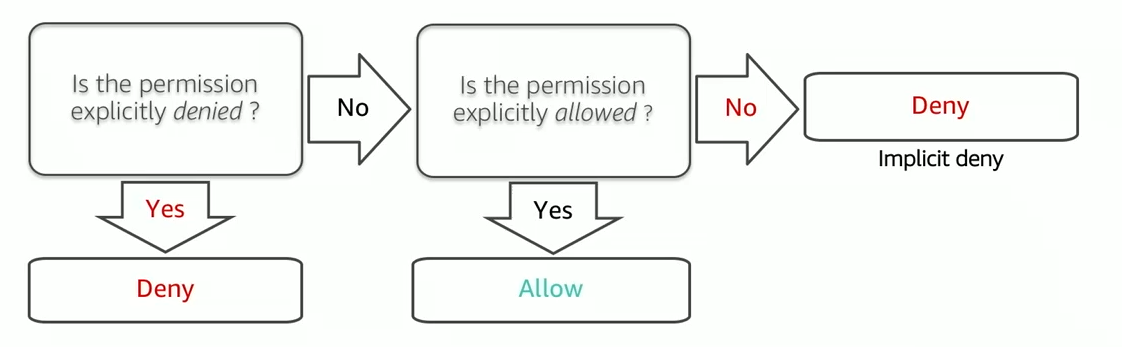 Is the permission
explicitly denied ?
No
Is the permission
explicitly allowed ?
No
Deny
Implicit deny
Yes
Yes
Deny
Allow